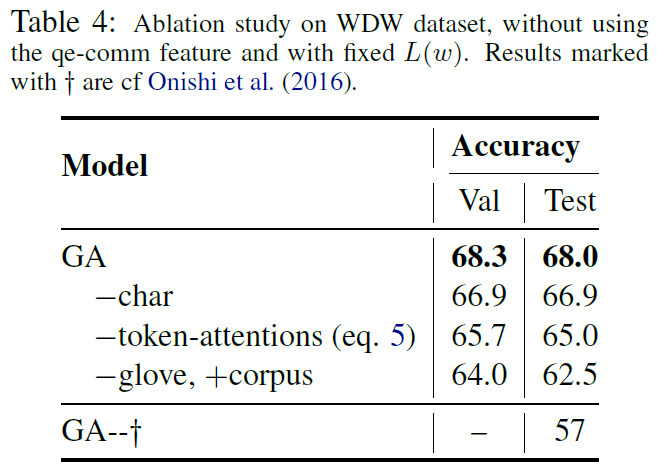 Table 4: Ablation study on WDW dataset, without using
the qe-comm feature and with fixed L(w). Results marked
with † are cf Onishi et al. (2016).
Model Accuracy
Val Test
GA 68.3 68.0
−char 66.9 66.9
−token-attentions (eq. 5) 65.7 65.0
−glove, +corpus 64.0 62.5
GA--† – 57